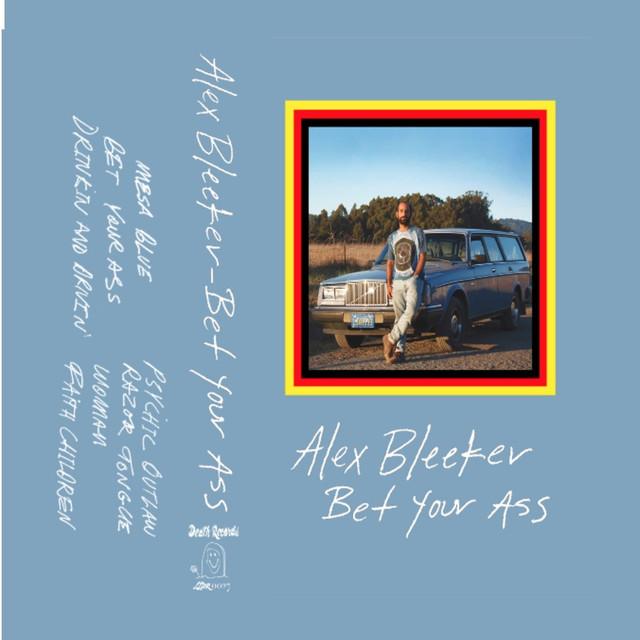 MESA BLUE
BET YOUR ASS
DRINKIN AND DRIVIN'
PSYCHIC OUTLAW
RAZOR TONGUE
WOMAN
FAITH CHILDREN
Alex Bleeker-Bet Your Ass
Death Records
Alex Bleeker
Bet Your Ass